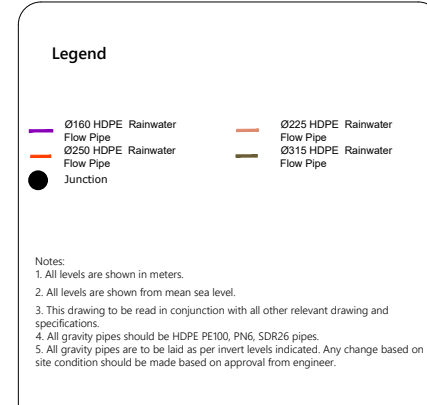 Legend
Ø160 HDPE Rainwater
Flow Pipe
Ø225 HDPE Rainwater
Flow Pipe
Ø250 HDPE Rainwater
Flow Pipe
Ø315 HDPE Rainwater
Flow Pipe
Junction
Notes:
1. All levels are shown in meters.
2. All levels are shown from mean sea level.
3. This drawing to be read in conjunction with all other relevant drawing and
specifications.
4. All gravity pipes should be HDPE PE100, PN6, SDR26 pipes.
5. All gravity pipes are to be laid as per invert levels indicated. Any change based on
site condition should be made based on approval from engineer.